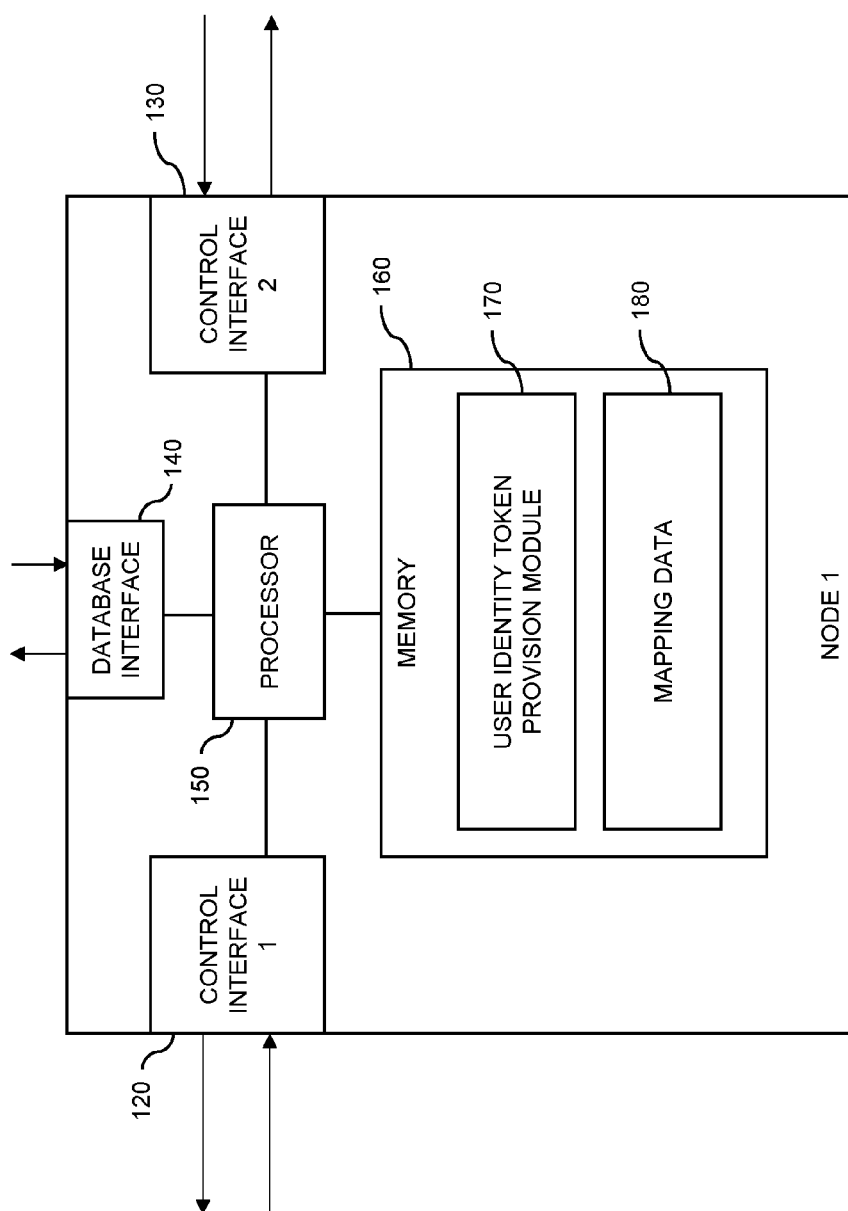 130
CONTROL
INTERFACE
2
140
DATABASE
INTERFACE
150
PROCESSOR
120
CONTROL
INTERFACE
1
160
MEMORY
170
USER IDENTITY TOKEN
PROVISION MODULE
180
MAPPING DATA
NODE 1